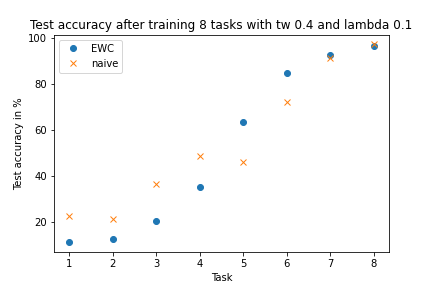 Test accuracy after training 8 tasks with tw 0.4 and lambda 0.1
100
EWC
naive
80
60
40
20
Test accuracy in %
1 2 3 4 5 6 7 8
Task